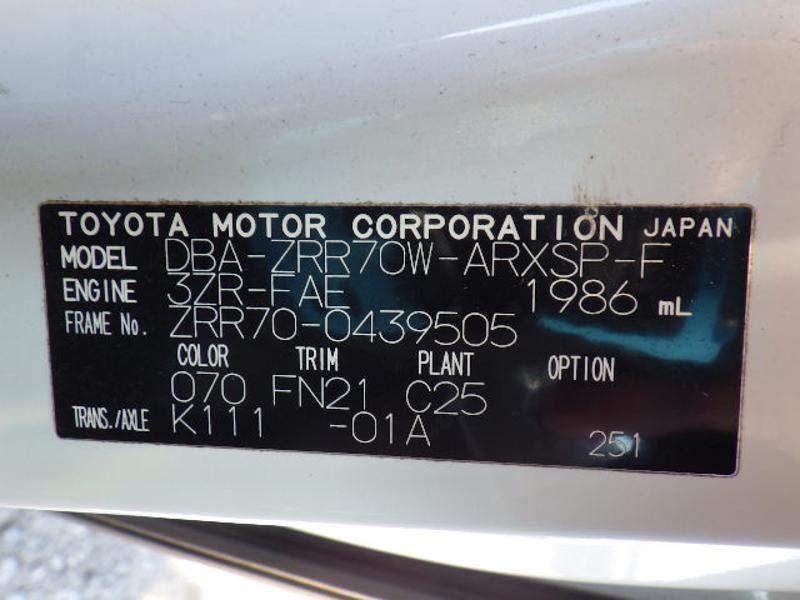 TOYOTA MOTOR CORPORATION JAPAN
MODEL DBA-ZRR70W-ARXSP-F
ENGINE 3ZR-FAE 1986 mL
FRAME No. ZRR70-0439505
COLOR TRIM PLANT OPTION
070 FN21 C25
TRANS./AXLE K111 -01A
251